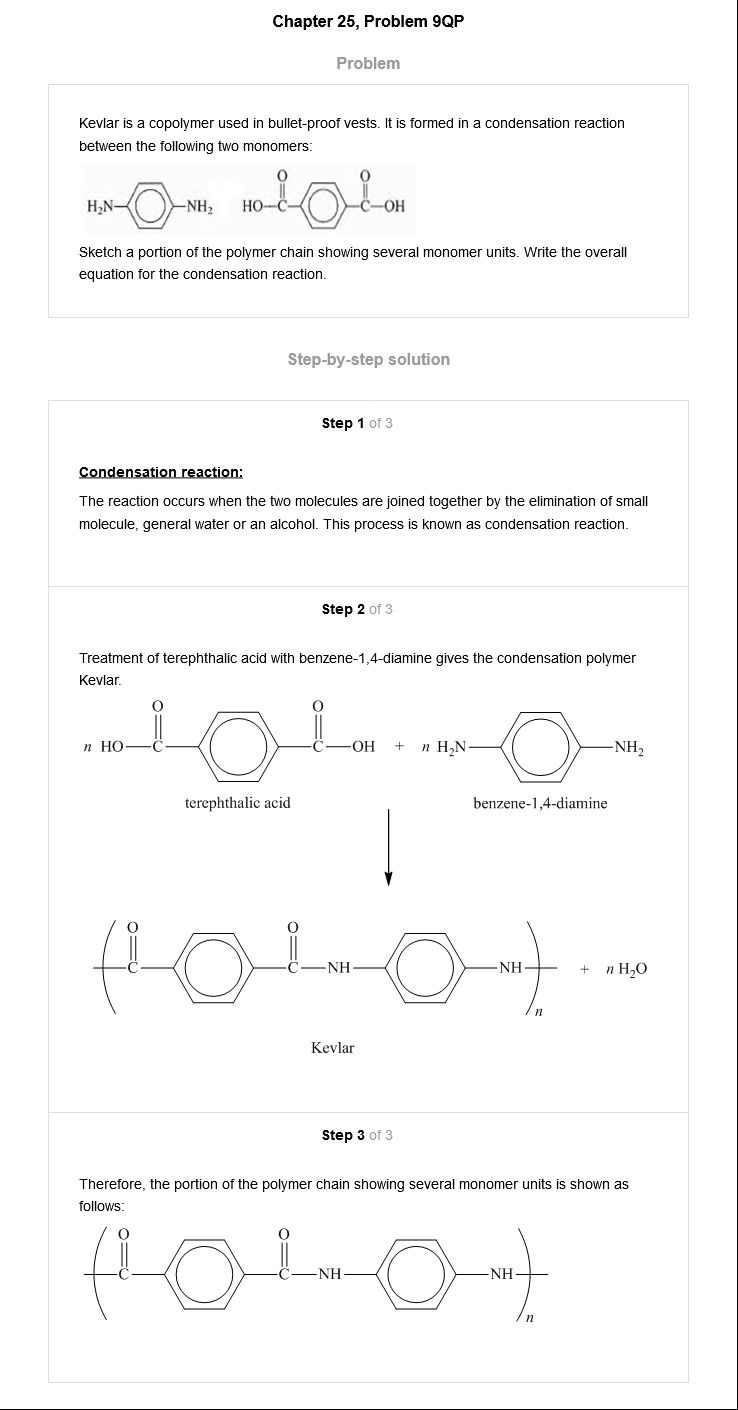 Chapter 25, Problem 9QP
Problem
Kevlar is a copolymer used in bullet-proof vests. It is formed in a condensation reaction
between the following two monomers:
O O
H₂N NH₂ HO C C OH
Sketch a portion of the polymer chain showing several monomer units. Write the overall
equation for the condensation reaction.
Step-by-step solution
Step 1 of 3
Condensation reaction:
The reaction occurs when the two molecules are joined together by the elimination of small
molecule, general water or an alcohol. This process is known as condensation reaction.
Step 2 of 3
Treatment of terephthalic acid with benzene-1,4-diamine gives the condensation polymer
Kevlar.
O O
n HO C C OH + n H₂N NH₂
terephthalic acid benzene-1,4-diamine
O O
C C NH NH + n H₂O
n
Kevlar
Step 3 of 3
Therefore, the portion of the polymer chain showing several monomer units is shown as
follows:
O O
C C NH NH
n